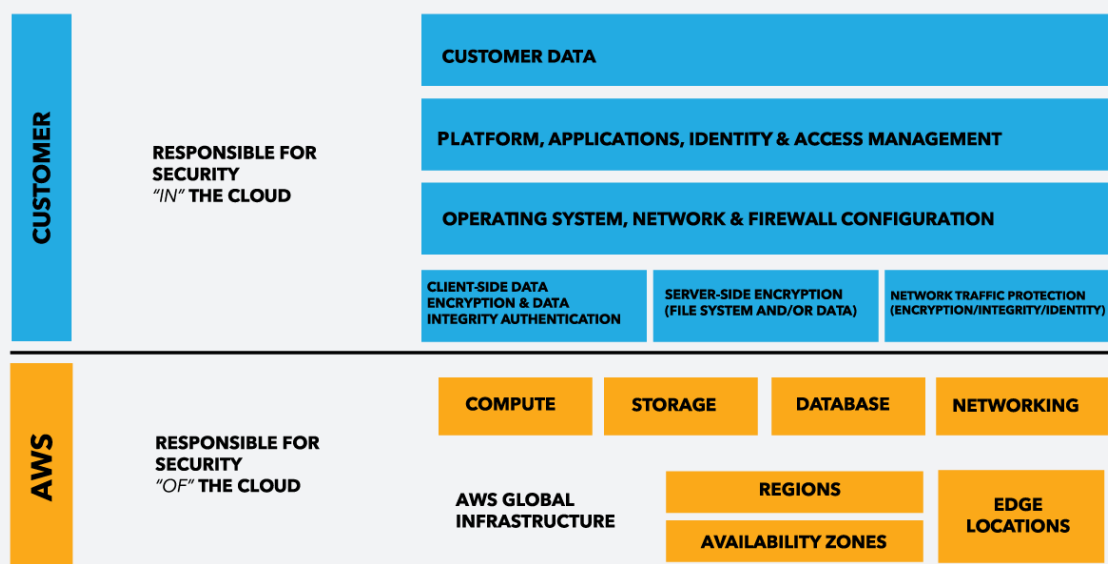 CUSTOMER
RESPONSIBLE FOR
SECURITY
"IN" THE CLOUD
CUSTOMER DATA
PLATFORM, APPLICATIONS, IDENTITY & ACCESS MANAGEMENT
OPERATING SYSTEM, NETWORK & FIREWALL CONFIGURATION
CLIENT-SIDE DATA
ENCRYPTION & DATA
INTEGRITY AUTHENTICATION
SERVER-SIDE ENCRYPTION
(FILE SYSTEM AND/OR DATA)
NETWORK TRAFFIC PROTECTION
(ENCRYPTION/INTEGRITY/IDENTITY)
AWS
RESPONSIBLE FOR
SECURITY
"OF" THE CLOUD
COMPUTE
STORAGE
DATABASE
NETWORKING
AWS GLOBAL
INFRASTRUCTURE
REGIONS
AVAILABILITY ZONES
EDGE
LOCATIONS